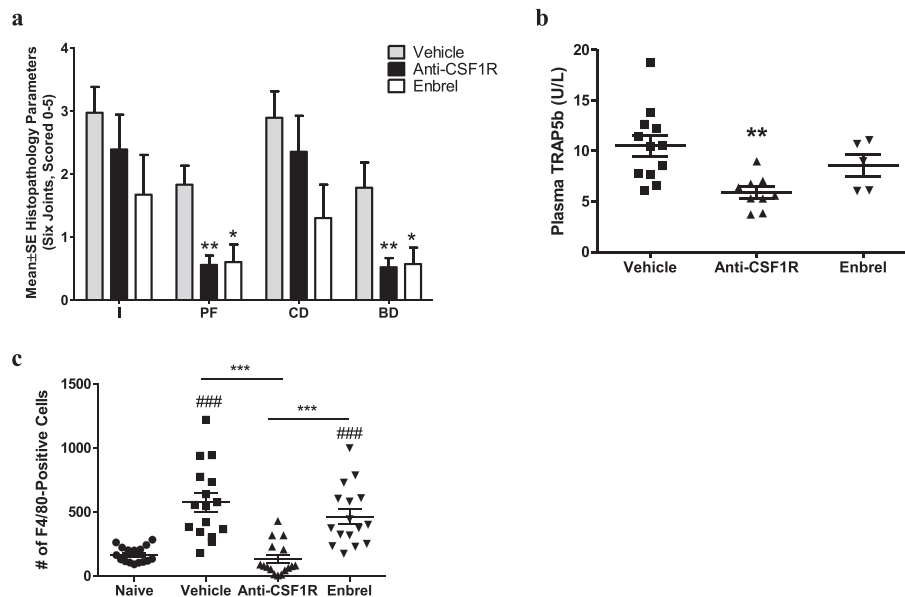 a
Mean±SE Histopathology Parameters
(Six Joints, Scored 0-5)
4
3
2
1
0
Vehicle
Anti-CSF1R
Enbrel
** *
** *
I PF CD BD
b
Plasma TRAP5b (U/L)
20
15
10
5
0
**
Vehicle Anti-CSF1R Enbrel
c
# of F4/80-Positive Cells
1500
1000
500
0
***
###
***
###
Naive Vehicle Anti-CSF1R Enbrel